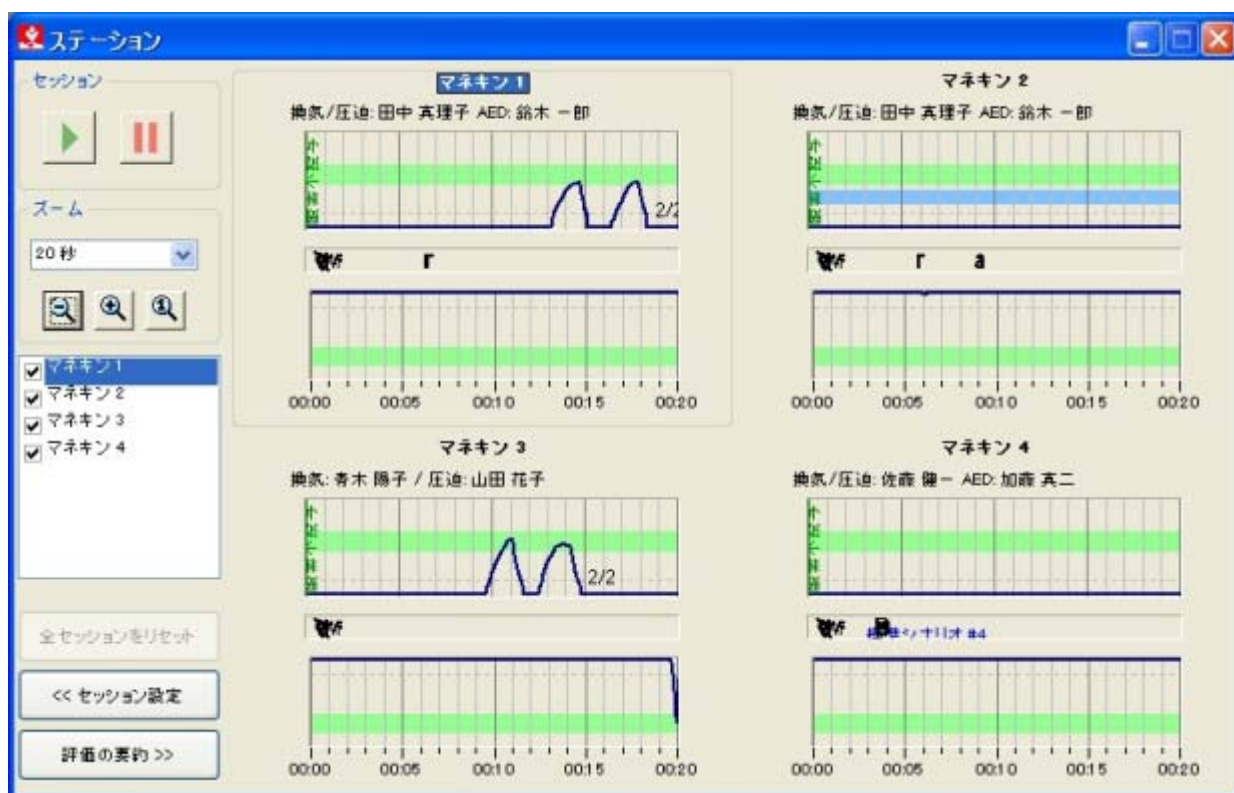 ステーション
セッション
ズーム
20 秒
マネキン 1
マネキン 2
マネキン 3
マネキン 4
全セッションをリセット
<< セッション設定
評価の要約 >>
マネキン 1
換気/圧迫: 田中 真理子 AED: 鈴木 一郎
2/2
r
00:00 00:05 00:10 00:15 00:20
マネキン 2
換気/圧迫: 田中 真理子 AED: 鈴木 一郎
r a
00:00 00:05 00:10 00:15 00:20
マネキン 3
換気: 青木 陽子 / 圧迫: 山田 花子
2/2
00:00 00:05 00:10 00:15 00:20
マネキン 4
換気/圧迫: 佐藤 健一 AED: 加藤 真二
#4
00:00 00:05 00:10 00:15 00:20